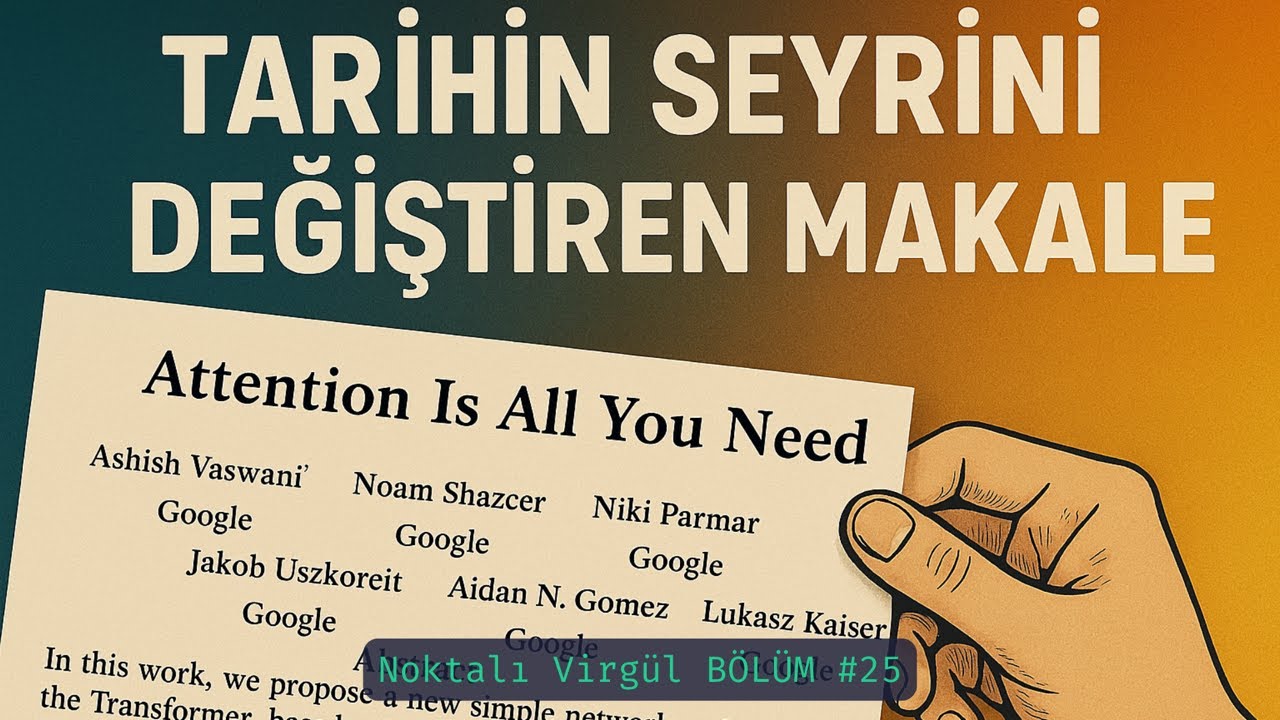 TARİHİN SEYRİNİ
DEĞİŞTİREN MAKALE
Attention Is All You Need
Ashish Vaswani’ Noam Shazcer Niki Parmar
Google Google Google
Jakob Uszkoreit Aidan N. Gomez Lukasz Kaiser
Google Google Google
In this work, we propose a new simple
the Transformer
Noktalı Virgül BÖLÜM #25